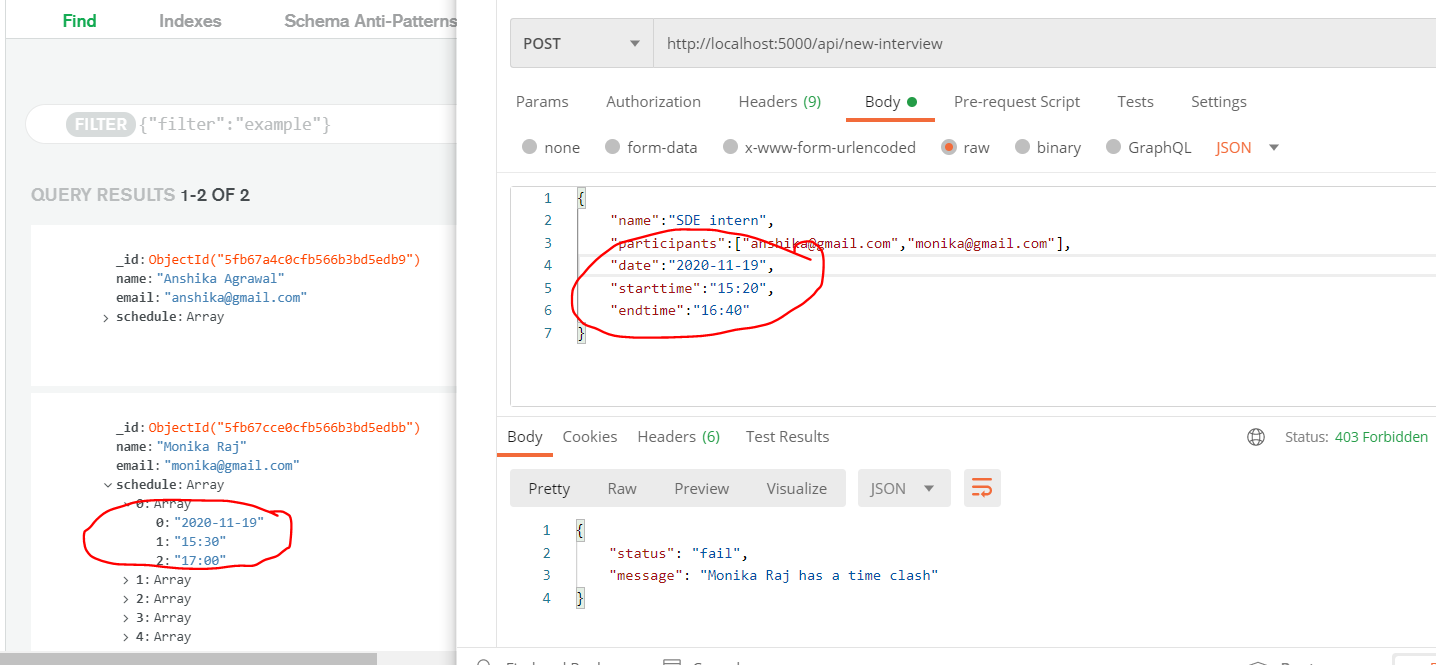 Find Indexes Schema Anti-Patterns
FILTER {"filter":"example"}
QUERY RESULTS 1-2 OF 2
_id: ObjectId("5fb67a4c0cfb566b3bd5edb9")
name: "Anshika Agrawal"
email: "anshika@gmail.com"
schedule: Array
_id: ObjectId("5fb67cce0cfb566b3bd5edbb")
name: "Monika Raj"
email: "monika@gmail.com"
schedule: Array
0: Array
0: "2020-11-19"
1: "15:30"
2: "17:00"
1: Array
2: Array
3: Array
4: Array
POST http://localhost:5000/api/new-interview
Params Authorization Headers (9) Body Pre-request Script Tests Settings
none form-data x-www-form-urlencoded raw binary GraphQL JSON
1 {
2 "name":"SDE intern",
3 "participants":["anshika@gmail.com","monika@gmail.com"],
4 "date":"2020-11-19",
5 "starttime":"15:20",
6 "endtime":"16:40"
7 }
Body Cookies Headers (6) Test Results Status: 403 Forbidden
Pretty Raw Preview Visualize JSON
1 {
2 "status": "fail",
3 "message": "Monika Raj has a time clash"
4 }